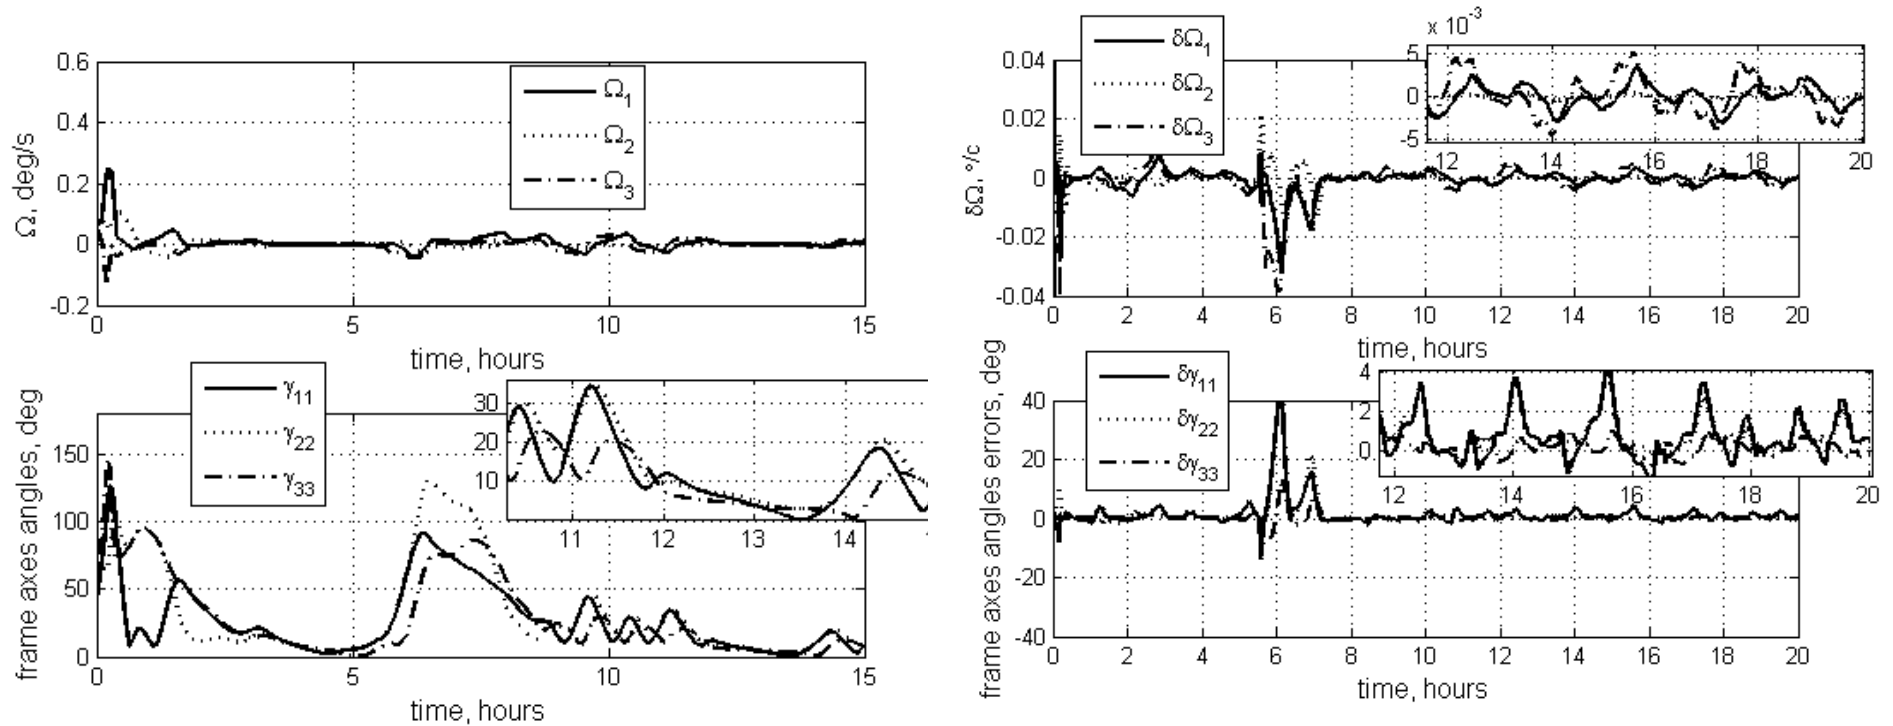 Ω₁
Ω₂
Ω₃
0.6
0.4
0.2
0
-0.2
Ω, deg/s
0 5 10 15
time, hours
γ₁₁
γ₂₂
γ₃₃
150
100
50
0
frame axes angles, deg
30
20
10
11 12 13 14
0 5 10 15
time, hours
δΩ₁
δΩ₂
δΩ₃
x 10⁻³
5
0
-5
12 14 16 18 20
0.04
0.02
0
-0.02
-0.04
δΩ, °/c
0 2 4 6 8 10 12 14 16 18 20
time, hours
δγ₁₁
δγ₂₂
δγ₃₃
4
2
0
12 14 16 18 20
40
20
0
-20
-40
frame axes angles errors, deg
0 2 4 6 8 10 12 14 16 18 20
time, hours